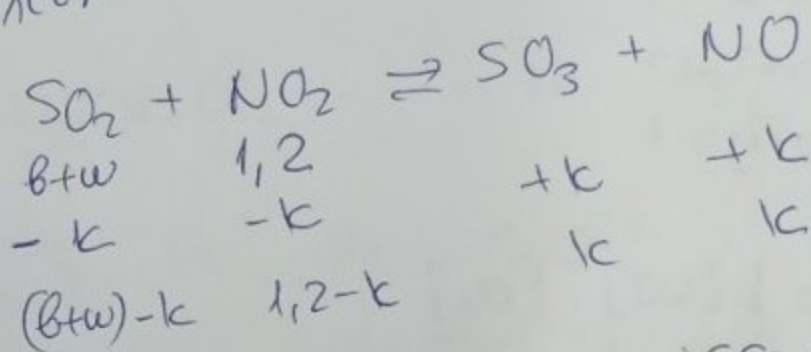 SO₂ + NO₂ ⇌ SO₃ + NO
в+w 1,2 +k +k
-k -k k k
(в+w)-k 1,2-k